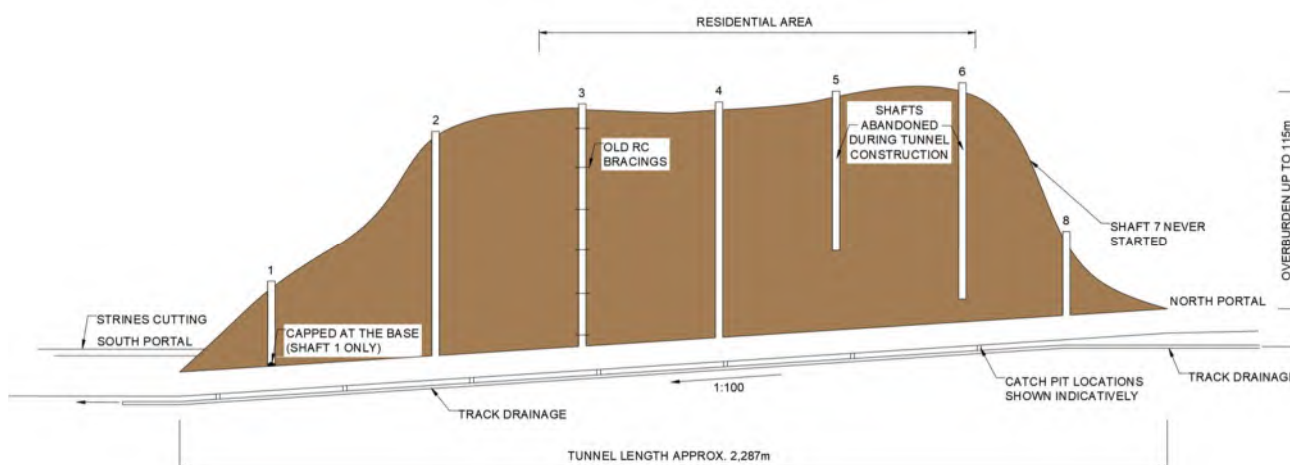 RESIDENTIAL AREA
6
5
3
4
SHAFTS
ABANDONED
DURING TUNNEL
CONSTRUCTION
2
OLD RC
BRACINGS
OVERBURDEN UP TO 115m
SHAFT 7 NEVER
STARTED
8
1
NORTH PORTAL
STRINES CUTTING
SOUTH PORTAL
CAPPED AT THE BASE
(SHAFT 1 ONLY)
1:100
CATCH PIT LOCATIONS
SHOWN INDICATIVELY
TRACK DRAINAGE
TRACK DRAINAGE
TUNNEL LENGTH APPROX. 2,287m